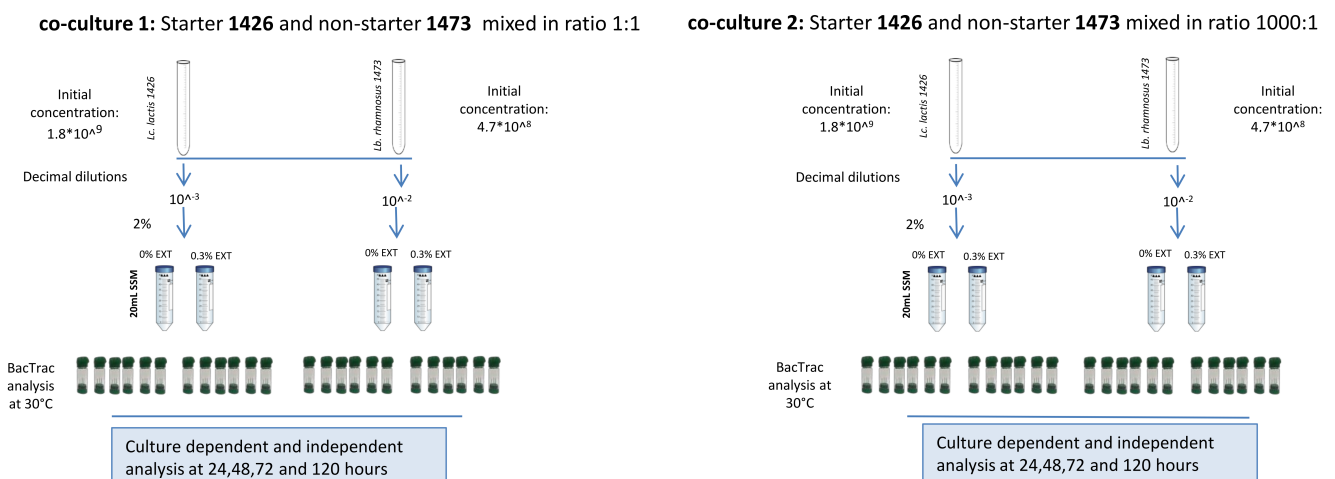 co-culture 1: Starter 1426 and non-starter 1473 mixed in ratio 1:1
Lc. lactis 1426
Lb. rhamnosus 1473
Initial
concentration:
1.8*10^9
Initial
concentration:
4.7*10^8
Decimal dilutions
10^-3
10^-2
2%
0% EXT
0.3% EXT
0% EXT
0.3% EXT
20mL SSM
BacTrac
analysis
at 30°C
Culture dependent and independent
analysis at 24,48,72 and 120 hours
co-culture 2: Starter 1426 and non-starter 1473 mixed in ratio 1000:1
Lc. lactis 1426
Lb. rhamnosus 1473
Initial
concentration:
1.8*10^9
Initial
concentration:
4.7*10^8
Decimal dilutions
10^-3
10^-2
2%
0% EXT
0.3% EXT
0% EXT
0.3% EXT
20mL SSM
BacTrac
analysis at
30°C
Culture dependent and independent
analysis at 24,48,72 and 120 hours